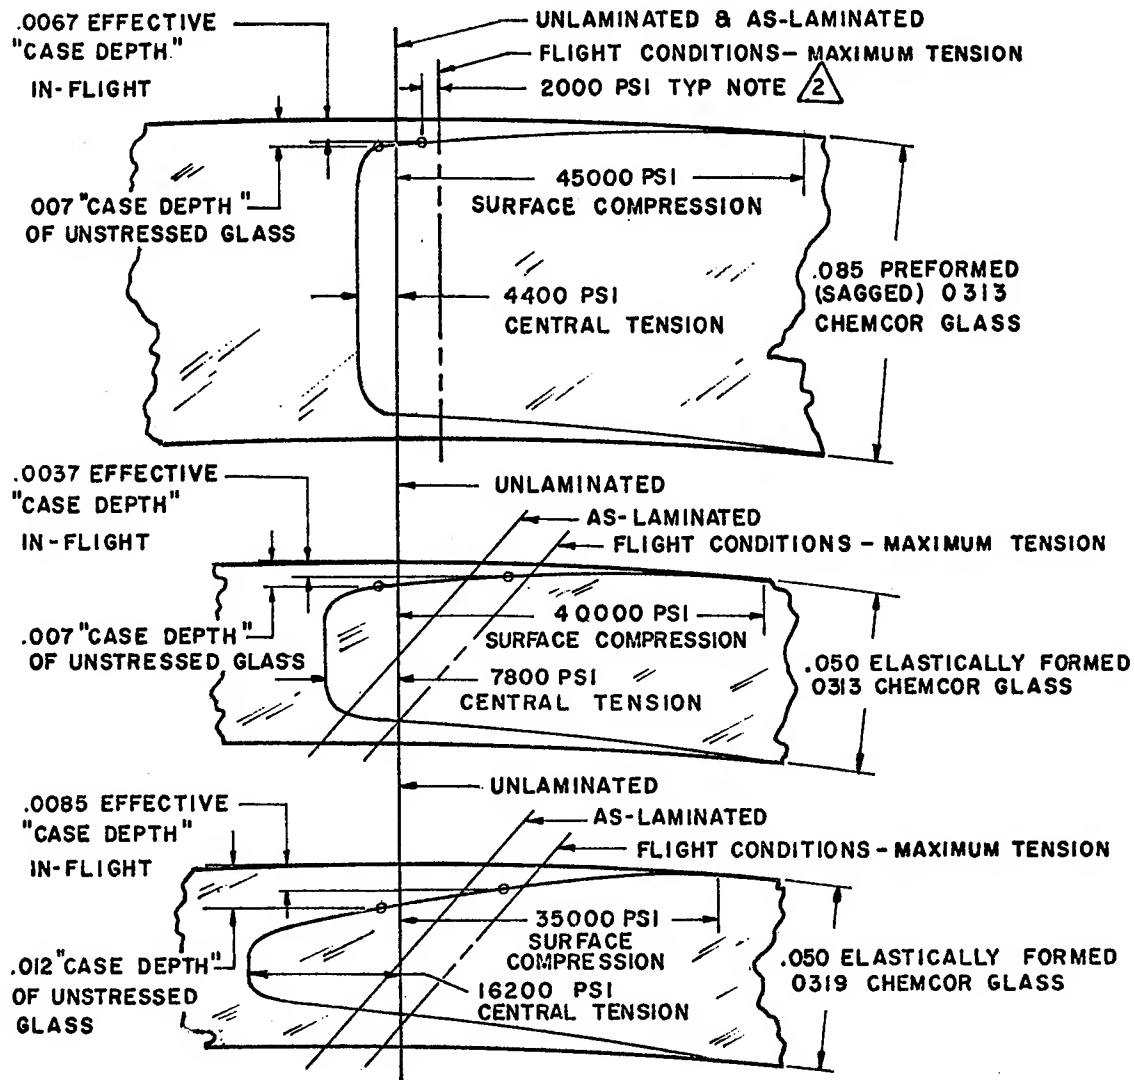 .0067 EFFECTIVE
"CASE DEPTH"
IN-FLIGHT
UNLAMINATED & AS-LAMINATED
FLIGHT CONDITIONS- MAXIMUM TENSION
2000 PSI TYP NOTE 2
007 "CASE DEPTH"
OF UNSTRESSED GLASS
45000 PSI
SURFACE COMPRESSION
4400 PSI
CENTRAL TENSION
.085 PREFORMED
(SAGGED) 0313
CHEMCOR GLASS
.0037 EFFECTIVE
"CASE DEPTH"
IN-FLIGHT
UNLAMINATED
AS-LAMINATED
FLIGHT CONDITIONS - MAXIMUM TENSION
.007 "CASE DEPTH"
OF UNSTRESSED GLASS
40000 PSI
SURFACE COMPRESSION
7800 PSI
CENTRAL TENSION
.050 ELASTICALLY FORMED
0313 CHEMCOR GLASS
.0085 EFFECTIVE
"CASE DEPTH"
IN-FLIGHT
UNLAMINATED
AS-LAMINATED
FLIGHT CONDITIONS - MAXIMUM TENSION
.012 "CASE DEPTH"
OF UNSTRESSED
GLASS
35000 PSI
SURFACE
COMPRESSION
16200 PSI
CENTRAL TENSION
.050 ELASTICALLY FORMED
0319 CHEMCOR GLASS